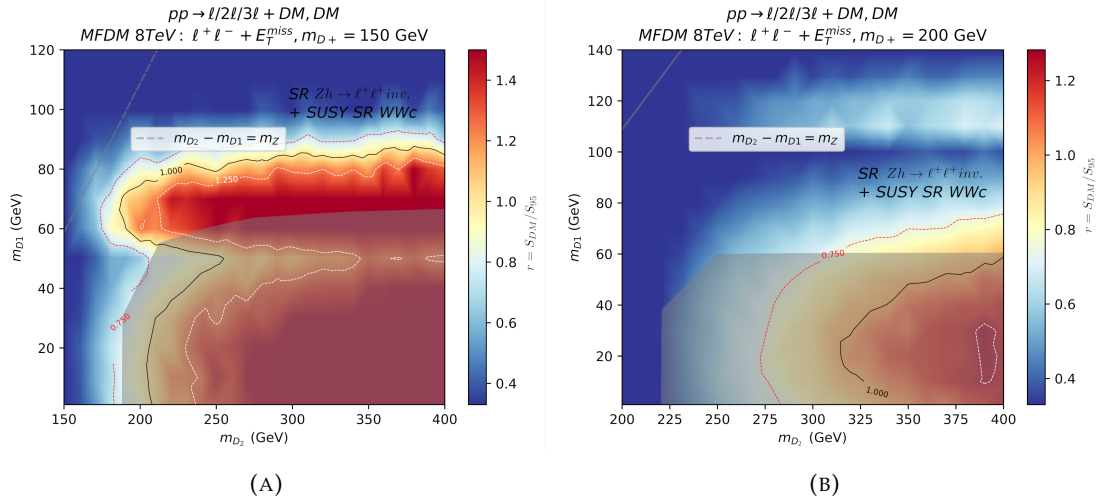 pp → ℓ/2ℓ/3ℓ + DM, DM
MFDM 8TeV : ℓ⁺ℓ⁻ + E_T^miss, m_D+ = 150 GeV
120
100
80
60
40
20
m_D1 (GeV)
SR Zh → ℓ⁺ℓ⁺inv.
+ SUSY SR WWc
m_D2 − m_D1 = m_Z
1.000
1.250
0.750
150
200
250
300
350
400
m_D2 (GeV)
1.4
1.2
1.0
0.8
0.6
0.4
r = S_DM/S_95
(A)
pp → ℓ/2ℓ/3ℓ + DM, DM
MFDM 8TeV : ℓ⁺ℓ⁻ + E_T^miss, m_D+ = 200 GeV
140
120
100
80
60
40
20
m_D1 (GeV)
m_D2 − m_D1 = m_Z
SR Zh → ℓ⁺ℓ⁺inv.
+ SUSY SR WWc
0.750
1.000
200
225
250
275
300
325
350
375
400
m_D2 (GeV)
1.2
1.0
0.8
0.6
0.4
r = S_DM/S_95
(B)